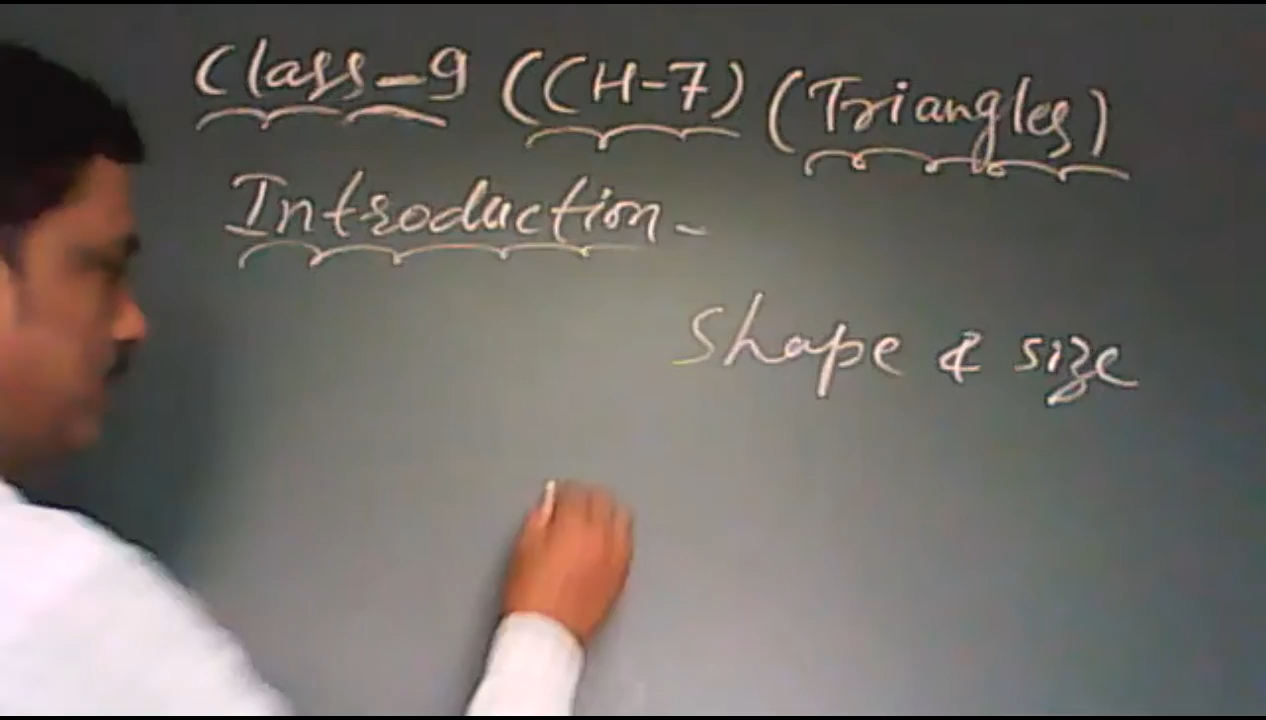 Class-9 (CH-7) (Triangles)
Introduction-
Shape & size